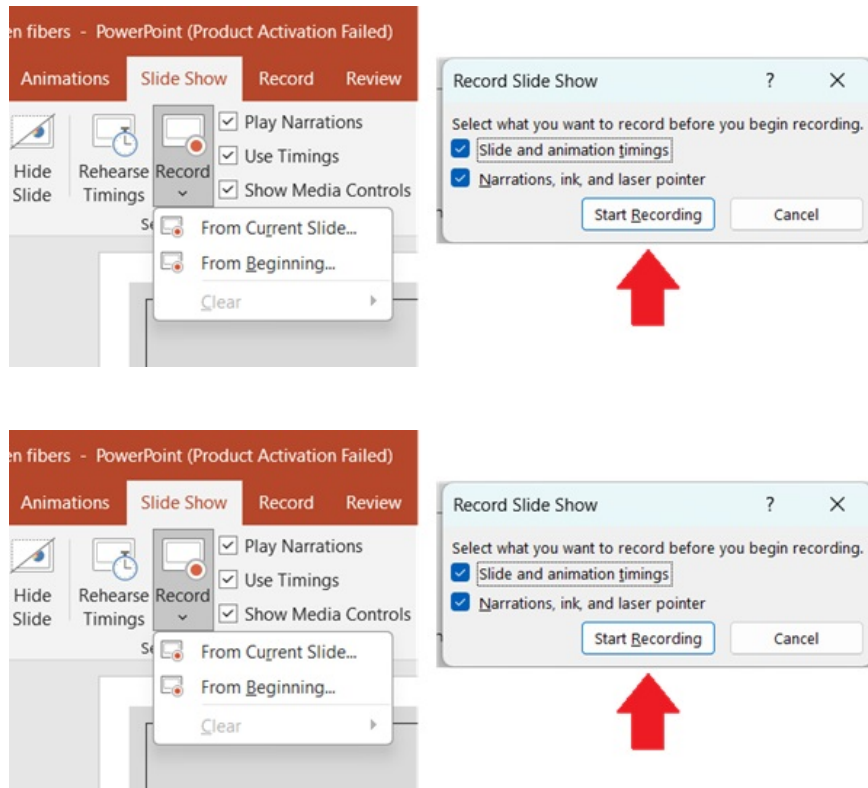 en fibers - PowerPoint (Product Activation Failed)
Animations Slide Show Record Review
Hide Slide
Rehearse Timings
Record
Play Narrations
Use Timings
Show Media Controls
From Current Slide...
From Beginning...
Clear
Record Slide Show ?
Select what you want to record before you begin recording.
Slide and animation timings
Narrations, ink, and laser pointer
Start Recording Cancel
en fibers - PowerPoint (Product Activation Failed)
Animations Slide Show Record Review
Hide Slide
Rehearse Timings
Record
Play Narrations
Use Timings
Show Media Controls
From Current Slide...
From Beginning...
Clear
Record Slide Show ?
Select what you want to record before you begin recording.
Slide and animation timings
Narrations, ink, and laser pointer
Start Recording Cancel